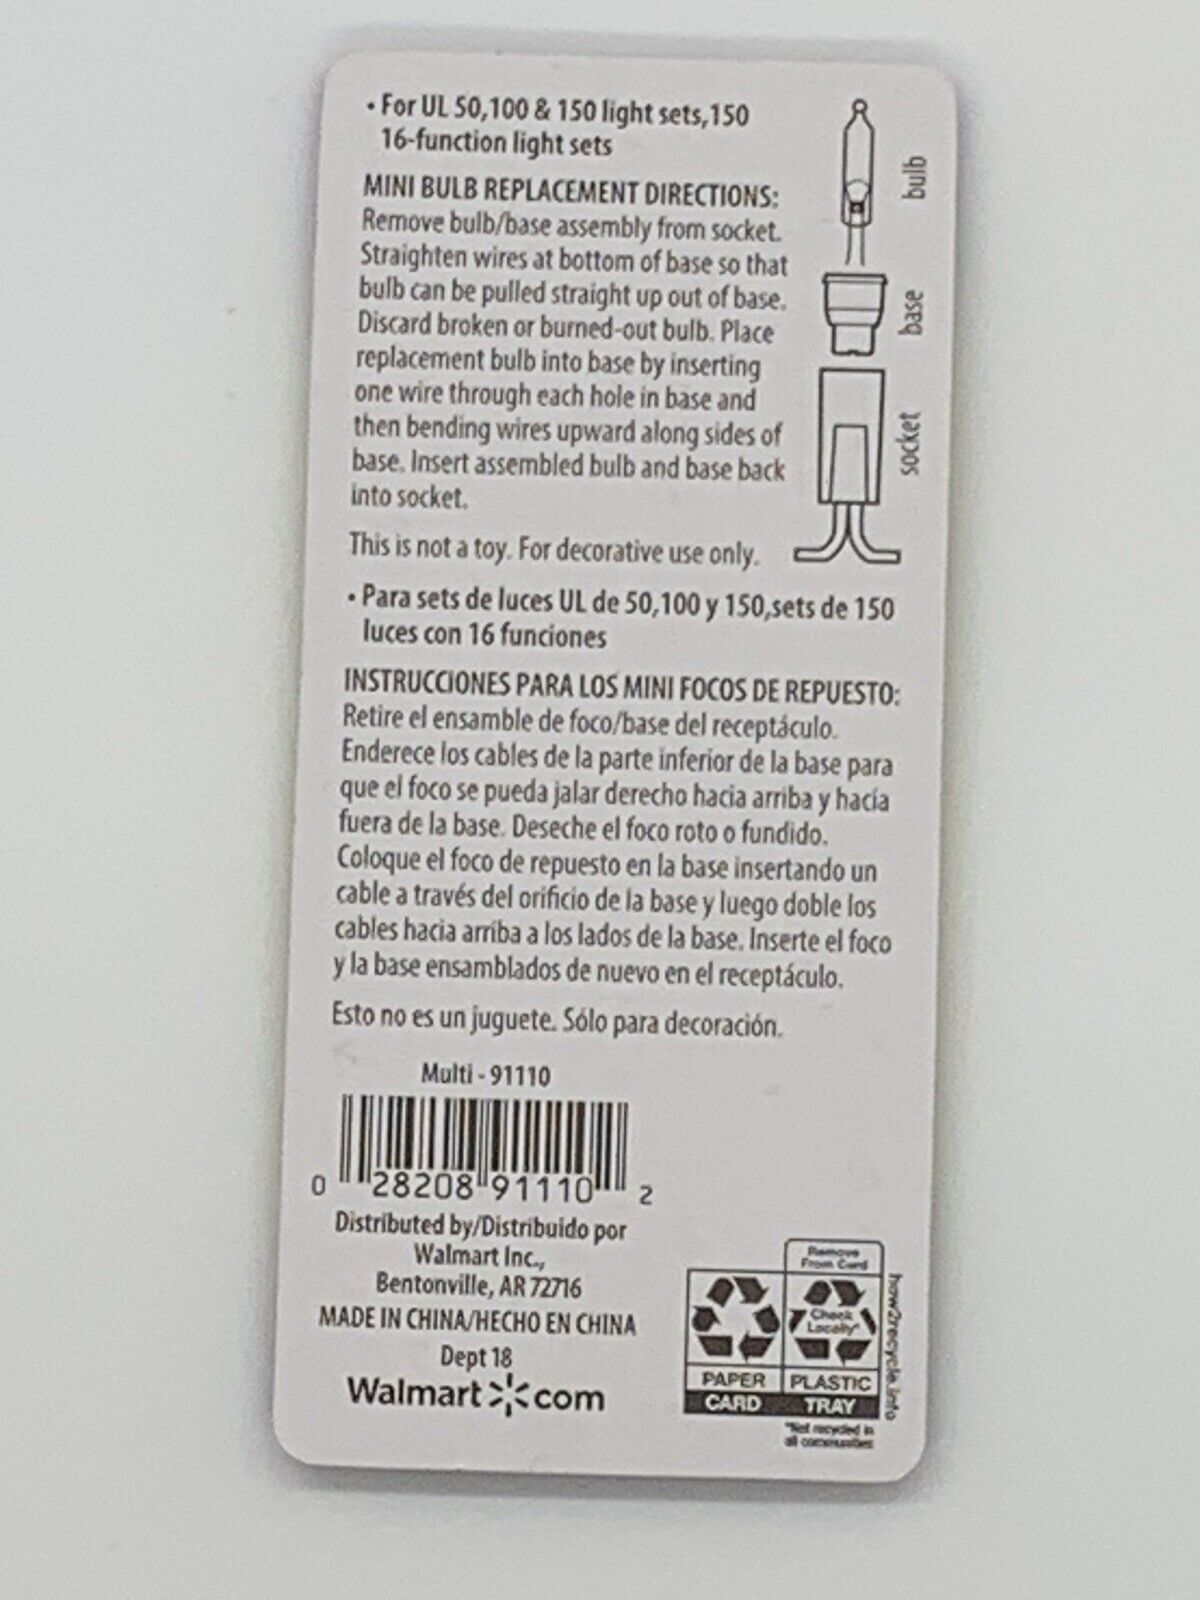 • For UL 50,100 & 150 light sets,150
16-function light sets
MINI BULB REPLACEMENT DIRECTIONS:
Remove bulb/base assembly from socket.
Straighten wires at bottom of base so that
bulb can be pulled straight up out of base.
Discard broken or burned-out bulb. Place
replacement bulb into base by inserting
one wire through each hole in base and
then bending wires upward along sides of
base. Insert assembled bulb and base back
into socket.
This is not a toy. For decorative use only.
bulb
base
socket
• Para sets de luces UL de 50,100 y 150,sets de 150
luces con 16 funciones
INSTRUCCIONES PARA LOS MINI FOCOS DE REPUESTO:
Retire el ensamble de foco/base del receptáculo.
Enderece los cables de la parte inferior de la base para
que el foco se pueda jalar derecho hacia arriba y hacia
fuera de la base. Deseche el foco roto o fundido.
Coloque el foco de repuesto en la base insertando un
cable a través del orificio de la base y luego doble los
cables hacia arriba a los lados de la base. Inserte el foco
y la base ensamblados de nuevo en el receptáculo.
Esto no es un juguete. Sólo para decoración.
Multi - 91110
0 28208 91110 2
Distributed by/Distribuido por
Walmart Inc.,
Bentonville, AR 72716
MADE IN CHINA/HECHO EN CHINA
Dept 18
Walmart com
Remove
From Card
Check
Locally*
PAPER
PLASTIC
CARD
TRAY
*Not recycled in
all communities
how2recycle.info